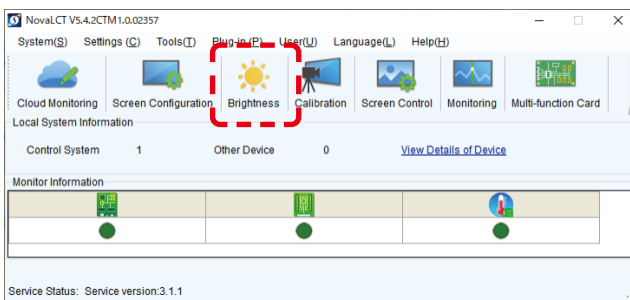 NovaLCT V5.4.2CTM1.0.02357
System(S) Settings (C) Tools(T) Plug-in (P) User(U) Language(L) Help(H)
Cloud Monitoring Screen Configuration Brightness Calibration Screen Control Monitoring Multi-function Card
Local System Information
Control System 1 Other Device 0 View Details of Device
Monitor Information
Service Status: Service version:3.1.1